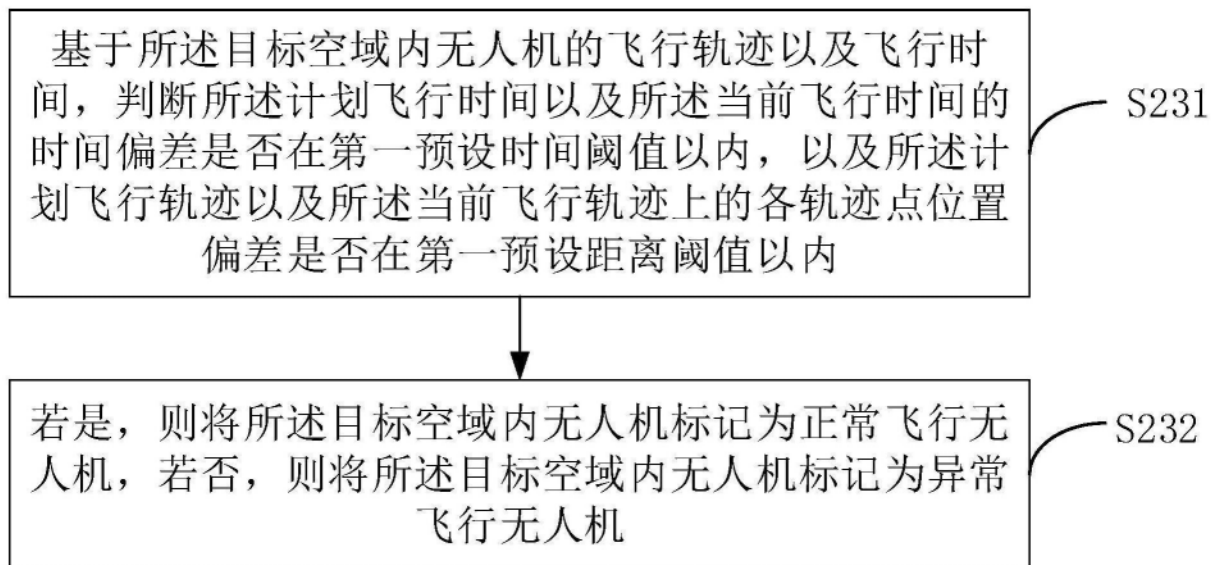 基于所述目标空域内无人机的飞行轨迹以及飞行时
间，判断所述计划飞行时间以及所述当前飞行时间的
时间偏差是否在第一预设时间阈值以内，以及所述计
划飞行轨迹以及所述当前飞行轨迹上的各轨迹点位置
偏差是否在第一预设距离阈值以内
S231
若是，则将所述目标空域内无人机标记为正常飞行无
人机，若否，则将所述目标空域内无人机标记为异常
飞行无人机
S232